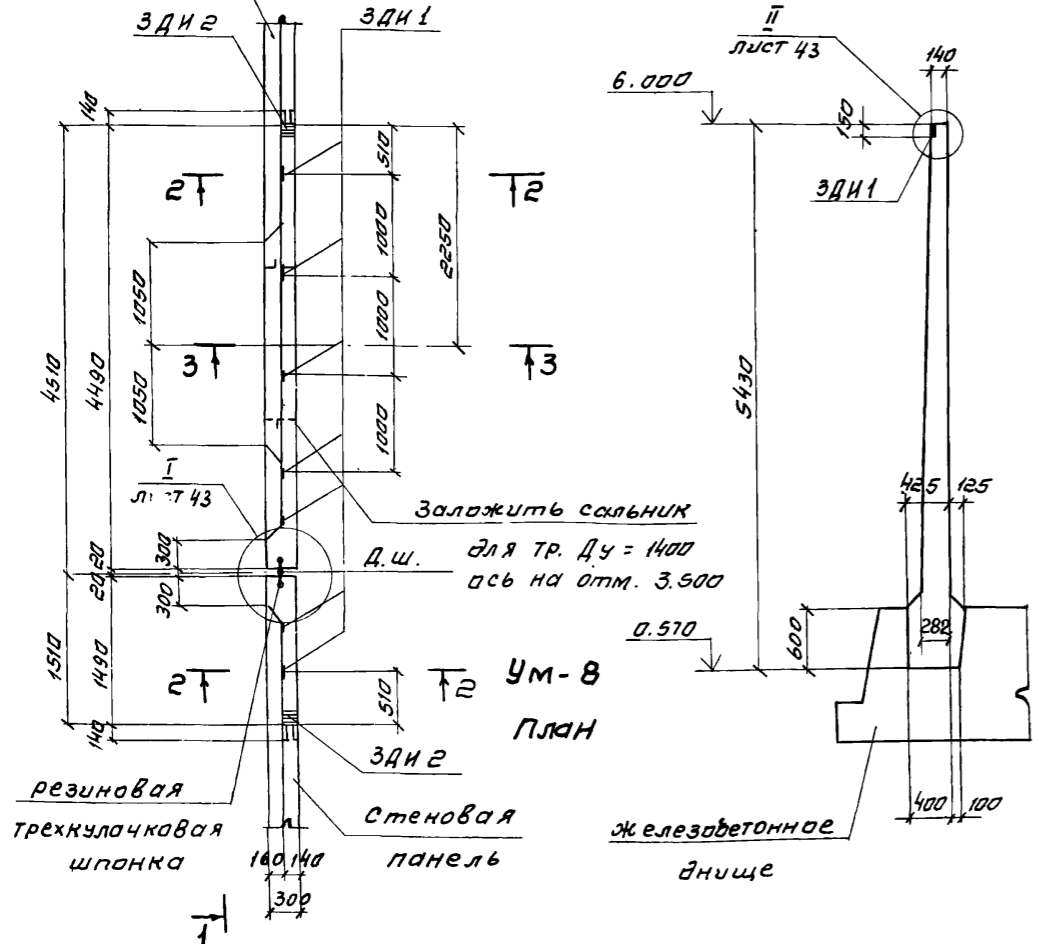 ЗДИ 2
ЗДИ 1
II
лист 43
140
6.000
140
150
510
ЗДИ1
2
2
1000
2250
1050
1000
4510
4490
3
3
5430
1050
1000
I
лист 43
425
125
Заложить сальник
для тр. Ду = 1400
ось на отм. 3.500
300
Д.Ш.
20
20
300
0.570
282
600
1510
1490
2
2
510
Ум-8
План
140
ЗДИ 2
резиновая
трехкулачковая
шпонка
Стеновая
панель
400
100
железобетонное
днище
160
140
300
1